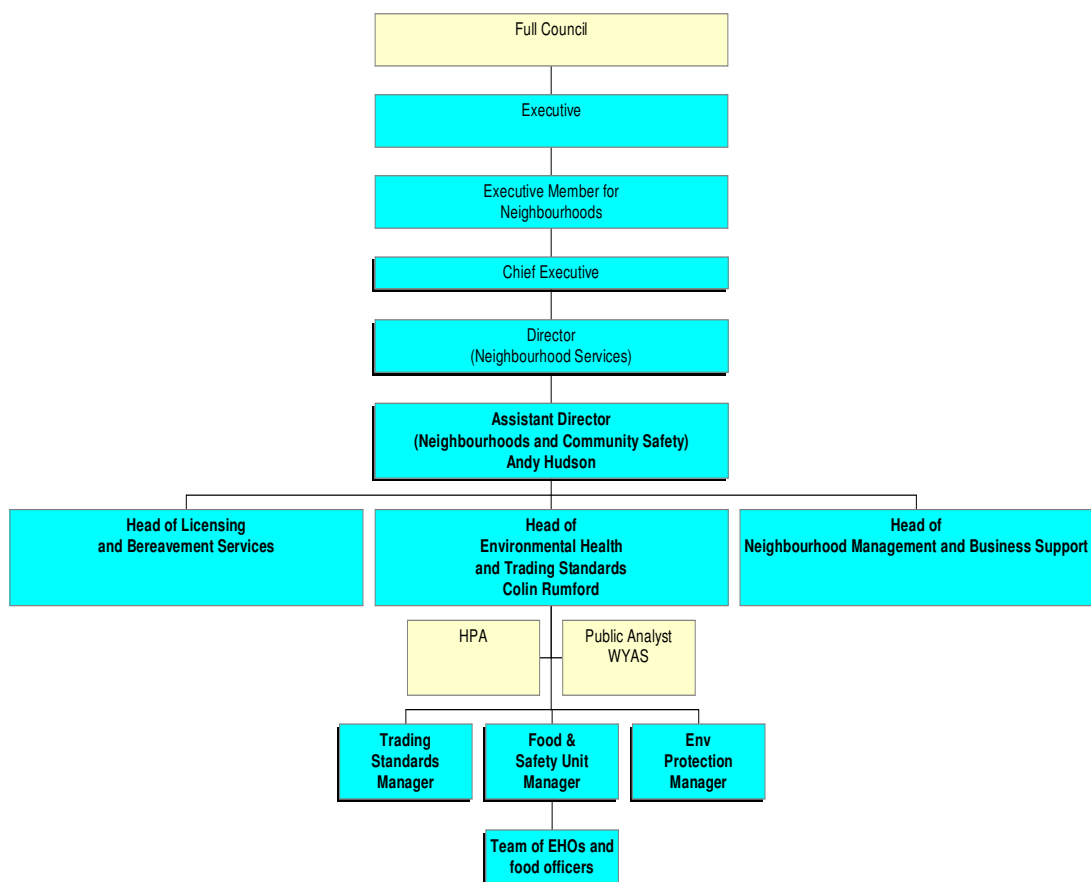 Full Council
Executive
Executive Member for
Neighbourhoods
Chief Executive
Director
(Neighbourhood Services)
Assistant Director
(Neighbourhoods and Community Safety)
Andy Hudson
Head of Licensing
and Bereavement Services
Head of
Environmental Health
and Trading Standards
Colin Rumford
Head of
Neighbourhood Management and Business Support
HPA
Public Analyst
WYAS
Trading
Standards
Manager
Food &
Safety Unit
Manager
Env
Protection
Manager
Team of EHOs and
food officers